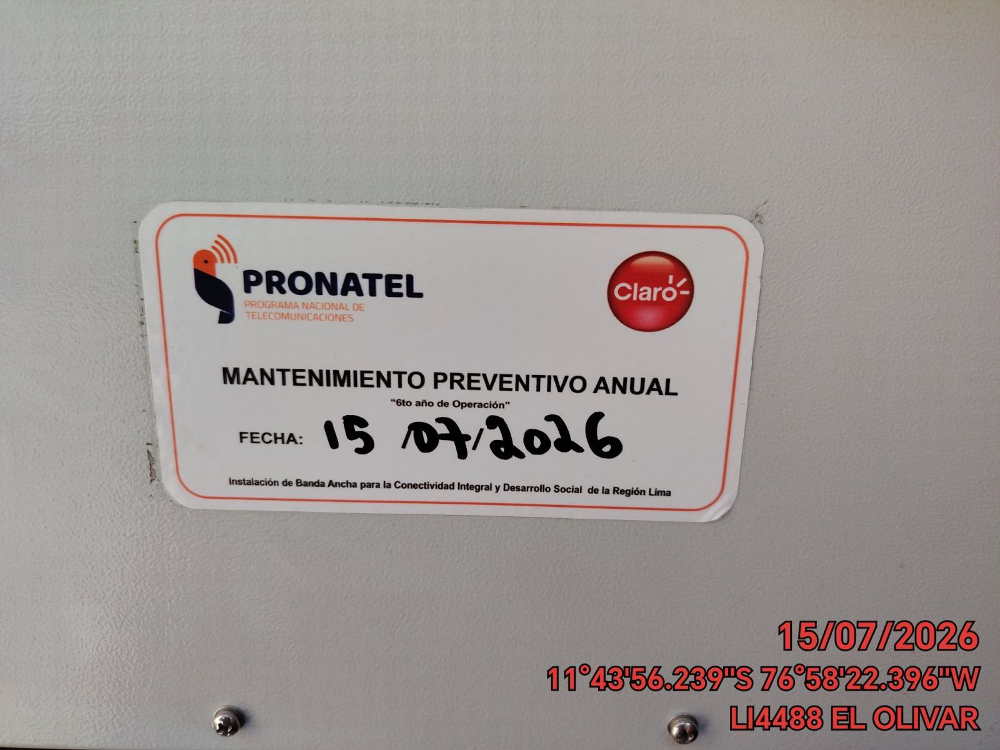 PRONATEL
PROGRAMA NACIONAL DE
TELECOMUNICACIONES
Claro
MANTENIMIENTO PREVENTIVO ANUAL
“6to año de Operación”
FECHA: 15 /07/2026
Instalación de Banda Ancha para la Conectividad Integral y Desarrollo Social de la Región Lima
15/07/2026
11°43'56.239"S 76°58'22.396"W
LI4488 EL OLIVAR